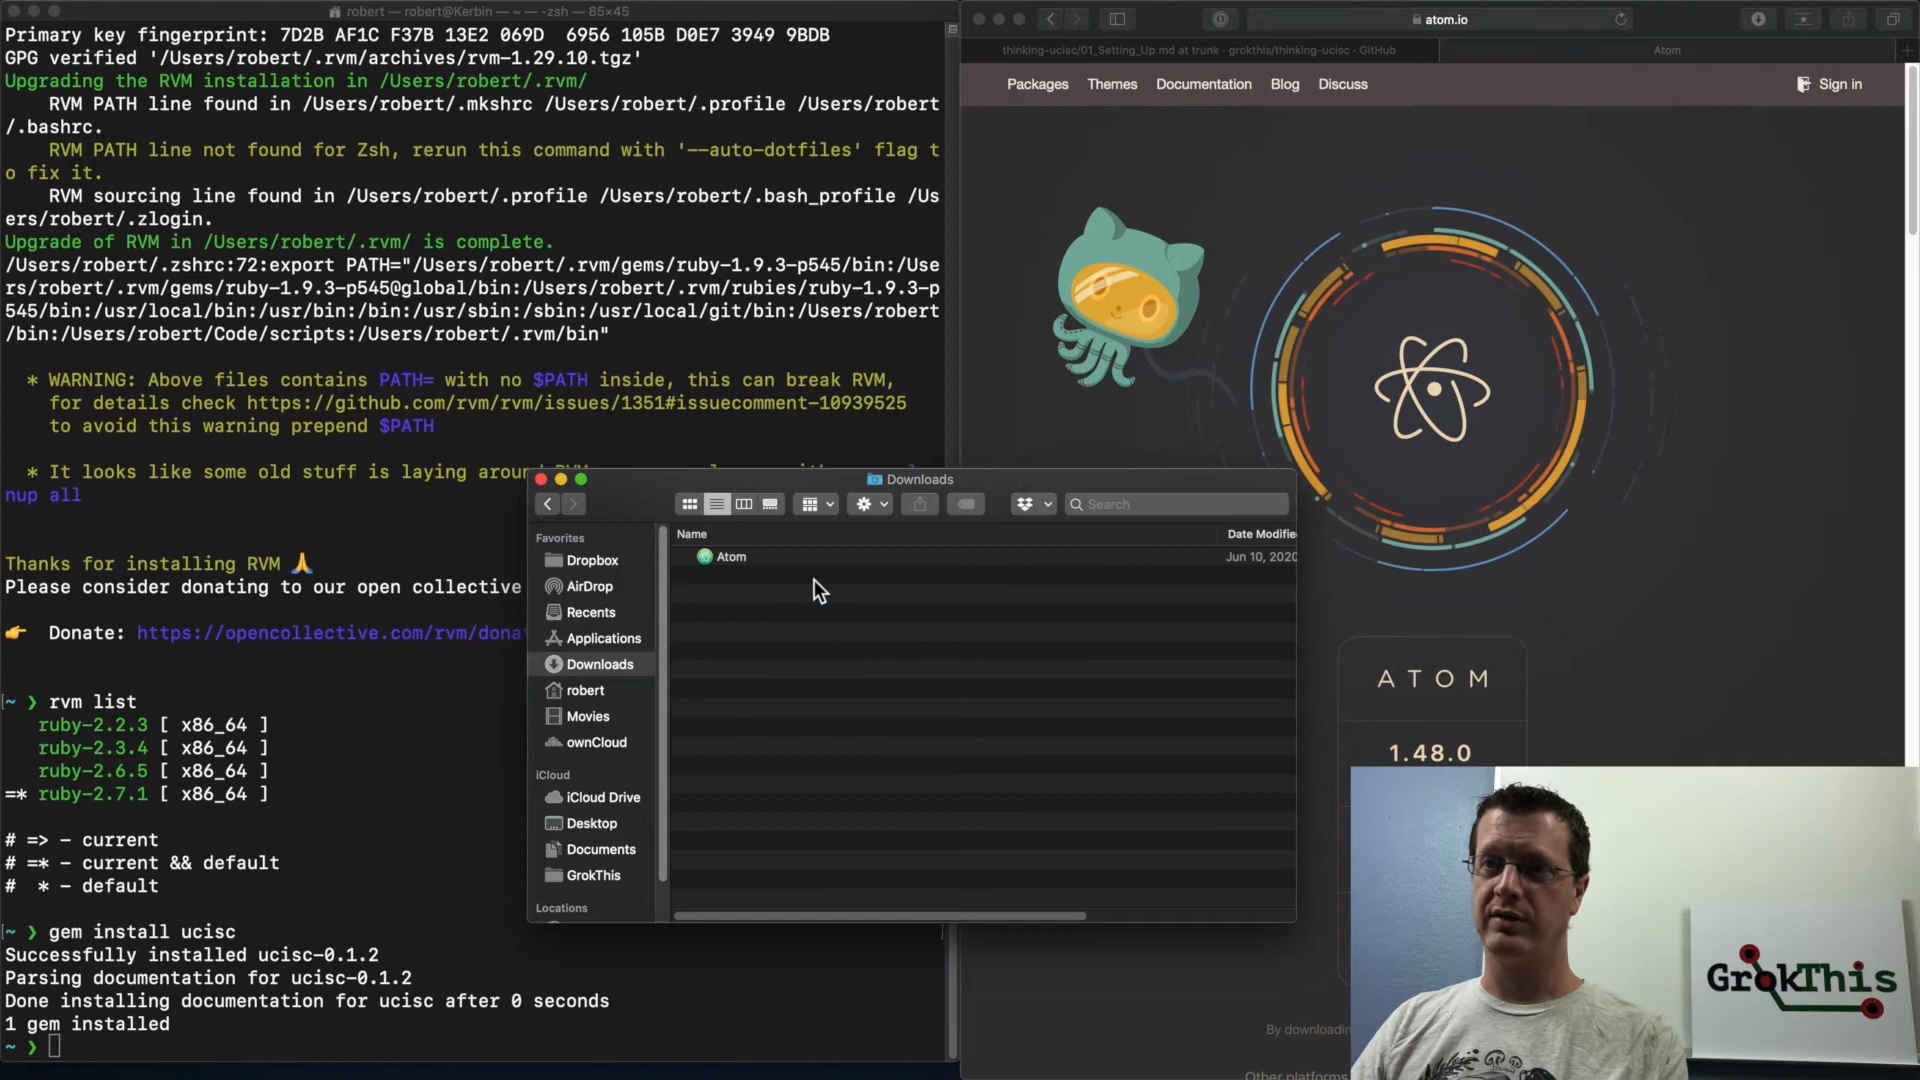 robert — robert@Kerbin — ~ — -zsh — 85×45
Primary key fingerprint: 7D2B AF1C F37B 13E2 069D  6956 105B D0E7 3949 9BDB
GPG verified '/Users/robert/.rvm/archives/rvm-1.29.10.tgz'
Upgrading the RVM installation in /Users/robert/.rvm/
RVM PATH line found in /Users/robert/.mkshrc /Users/robert/.profile /Users/robert
/.bashrc.
RVM PATH line not found for Zsh, rerun this command with '--auto-dotfiles' flag t
o fix it.
RVM sourcing line found in /Users/robert/.profile /Users/robert/.bash_profile /Us
ers/robert/.zlogin.
Upgrade of RVM in /Users/robert/.rvm/ is complete.
/Users/robert/.zshrc:72:export PATH="/Users/robert/.rvm/gems/ruby-1.9.3-p545/bin:/Use
rs/robert/.rvm/gems/ruby-1.9.3-p545@global/bin:/Users/robert/.rvm/rubies/ruby-1.9.3-p
545/bin:/usr/local/bin:/usr/bin:/bin:/usr/sbin:/sbin:/usr/local/git/bin:/Users/robert
/bin:/Users/robert/Code/scripts:/Users/robert/.rvm/bin"
* WARNING: Above files contains PATH= with no $PATH inside, this can break RVM,
for details check https://github.com/rvm/rvm/issues/1351#issuecomment-10939525
to avoid this warning prepend $PATH
* It looks like some old stuff is laying around
nup all
Thanks for installing RVM 🙏
Please consider donating to our open collective
👉 Donate: https://opencollective.com/rvm/dona
~ ❯ rvm list
ruby-2.2.3 [ x86_64 ]
ruby-2.3.4 [ x86_64 ]
ruby-2.6.5 [ x86_64 ]
=* ruby-2.7.1 [ x86_64 ]
# => - current
# =* - current && default
#  * - default
~ ❯ gem install ucisc
Successfully installed ucisc-0.1.2
Parsing documentation for ucisc-0.1.2
Done installing documentation for ucisc after 0 seconds
1 gem installed
~ ❯
Downloads
Search
Favorites
Dropbox
AirDrop
Recents
Applications
Downloads
robert
Movies
ownCloud
iCloud
iCloud Drive
Desktop
Documents
GrokThis
Locations
Name
Date Modifie
Atom
Jun 10, 2020
atom.io
thinking-ucisc/01_Setting_Up.md at trunk · grokthis/thinking-ucisc · GitHub
Atom
Packages
Themes
Documentation
Blog
Discuss
Sign in
ATOM
1.48.0
By downloadin
Other platforms
GrokThis